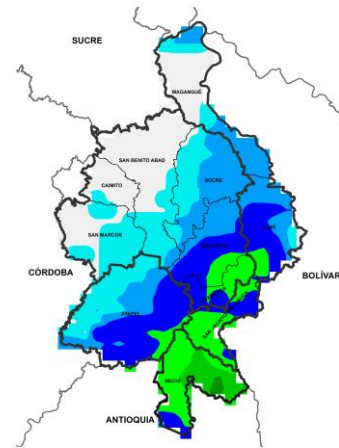 SUCRE
MAGANGUÉ
SAN BENITO ABAD
CAIMITO
SUCRE
SAN MARCOS
CÓRDOBA
BOLÍVAR
AYAPEL
NECHÍ
ANTIOQUIA